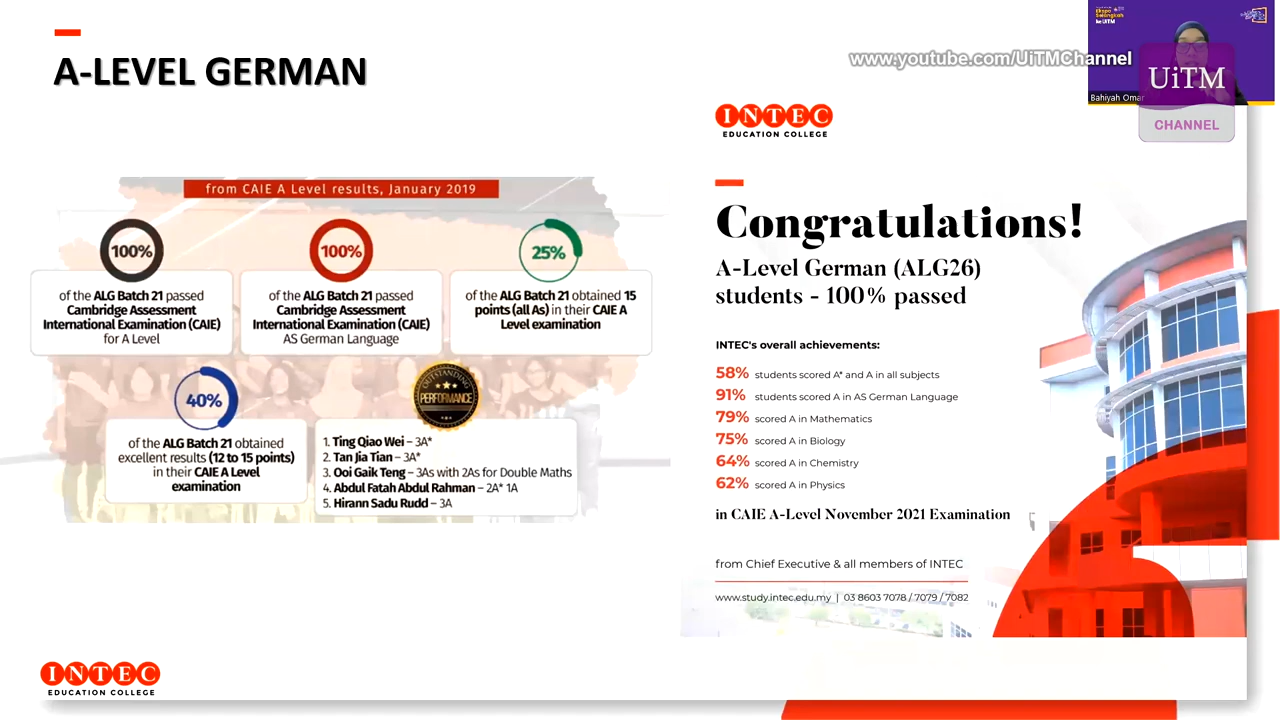 A-LEVEL GERMAN
from CAIE A Level results, January 2019
100%
of the ALG Batch 21 passed
Cambridge Assessment
International Examination (CAIE)
for A Level
100%
of the ALG Batch 21 passed
Cambridge Assessment
International Examination (CAIE)
AS German Language
25%
of the ALG Batch 21 obtained 15
points (all As) in their CAIE A
Level examination
40%
of the ALG Batch 21 obtained
excellent results (12 to 15 points)
in their CAIE A Level
examination
OUTSTANDING
PERFORMANCE
1. Ting Qiao Wei – 3A*
2. Tan Jia Tian – 3A*
3. Ooi Gaik Teng – 3As with 2As for Double Maths
4. Abdul Fatah Abdul Rahman – 2A* 1A
5. Hirann Sadu Rudd – 3A
INTEC
EDUCATION COLLEGE
www.youtube.com/UiTMChannel
Bahiyah Omar
UiTM
CHANNEL
INTEC
EDUCATION COLLEGE
Congratulations!
A-Level German (ALG26)
students - 100% passed
INTEC's overall achievements:
58% students scored A* and A in all subjects
91% students scored A in AS German Language
79% scored A in Mathematics
75% scored A in Biology
64% scored A in Chemistry
62% scored A in Physics
in CAIE A-Level November 2021 Examination
from Chief Executive & all members of INTEC
www.study.intec.edu.my | 03 8603 7078 / 7079 / 7082